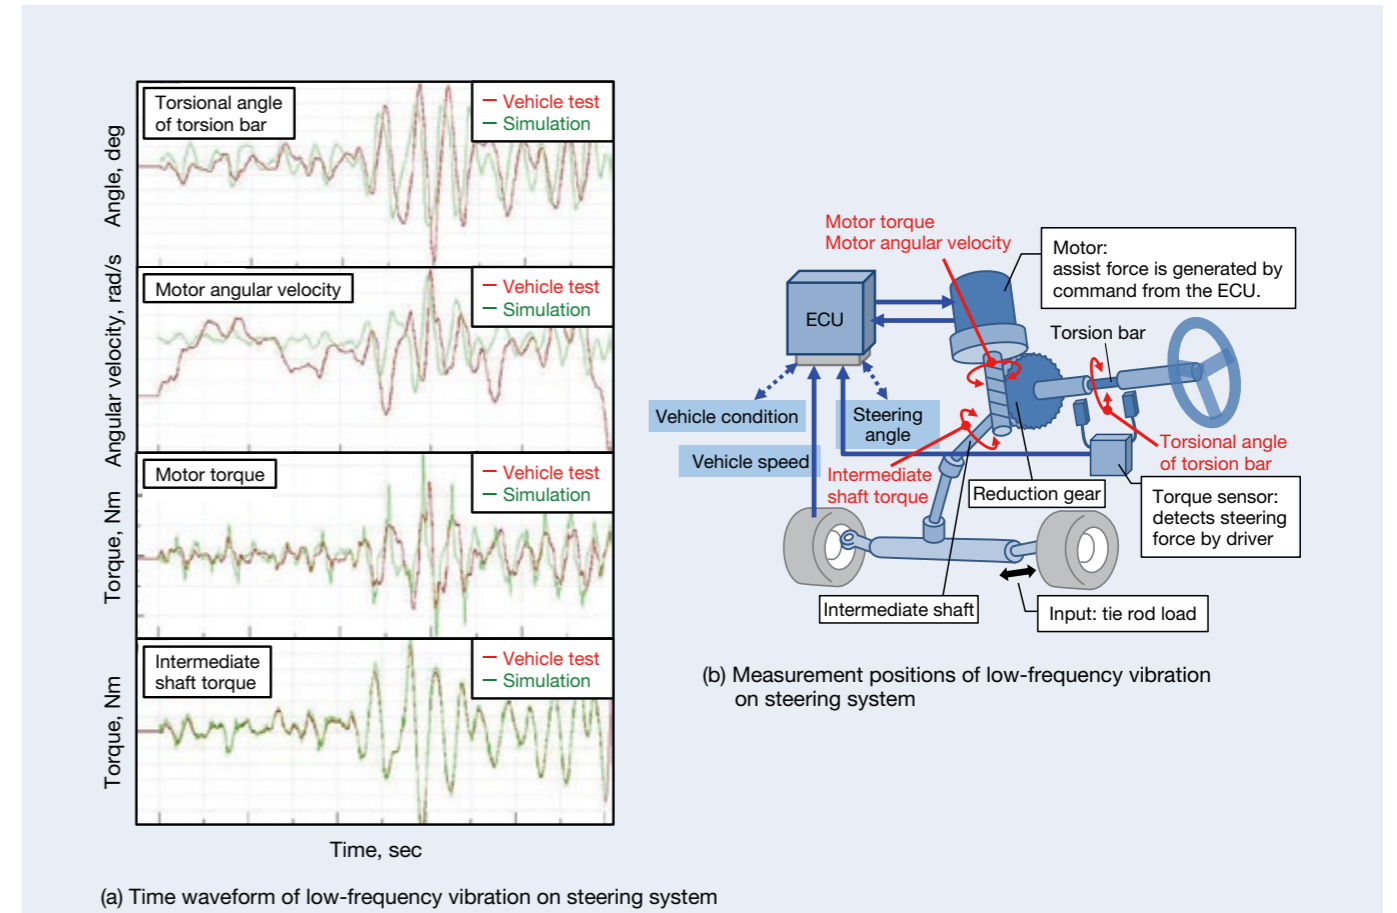 Torsional angle
of torsion bar
Vehicle test
Simulation
Angle, deg
Motor angular velocity
Vehicle test
Simulation
Angular velocity, rad/s
Motor torque
Vehicle test
Simulation
Torque, Nm
Intermediate
shaft torque
Vehicle test
Simulation
Torque, Nm
Time, sec
(a) Time waveform of low-frequency vibration on steering system
Motor torque
Motor angular velocity
Motor:
assist force is generated by
command from the ECU.
ECU
Torsion bar
Vehicle condition
Steering
angle
Vehicle speed
Intermediate
shaft torque
Torsional angle
of torsion bar
Reduction gear
Torque sensor:
detects steering
force by driver
Intermediate shaft
Input: tie rod load
(b) Measurement positions of low-frequency vibration
on steering system